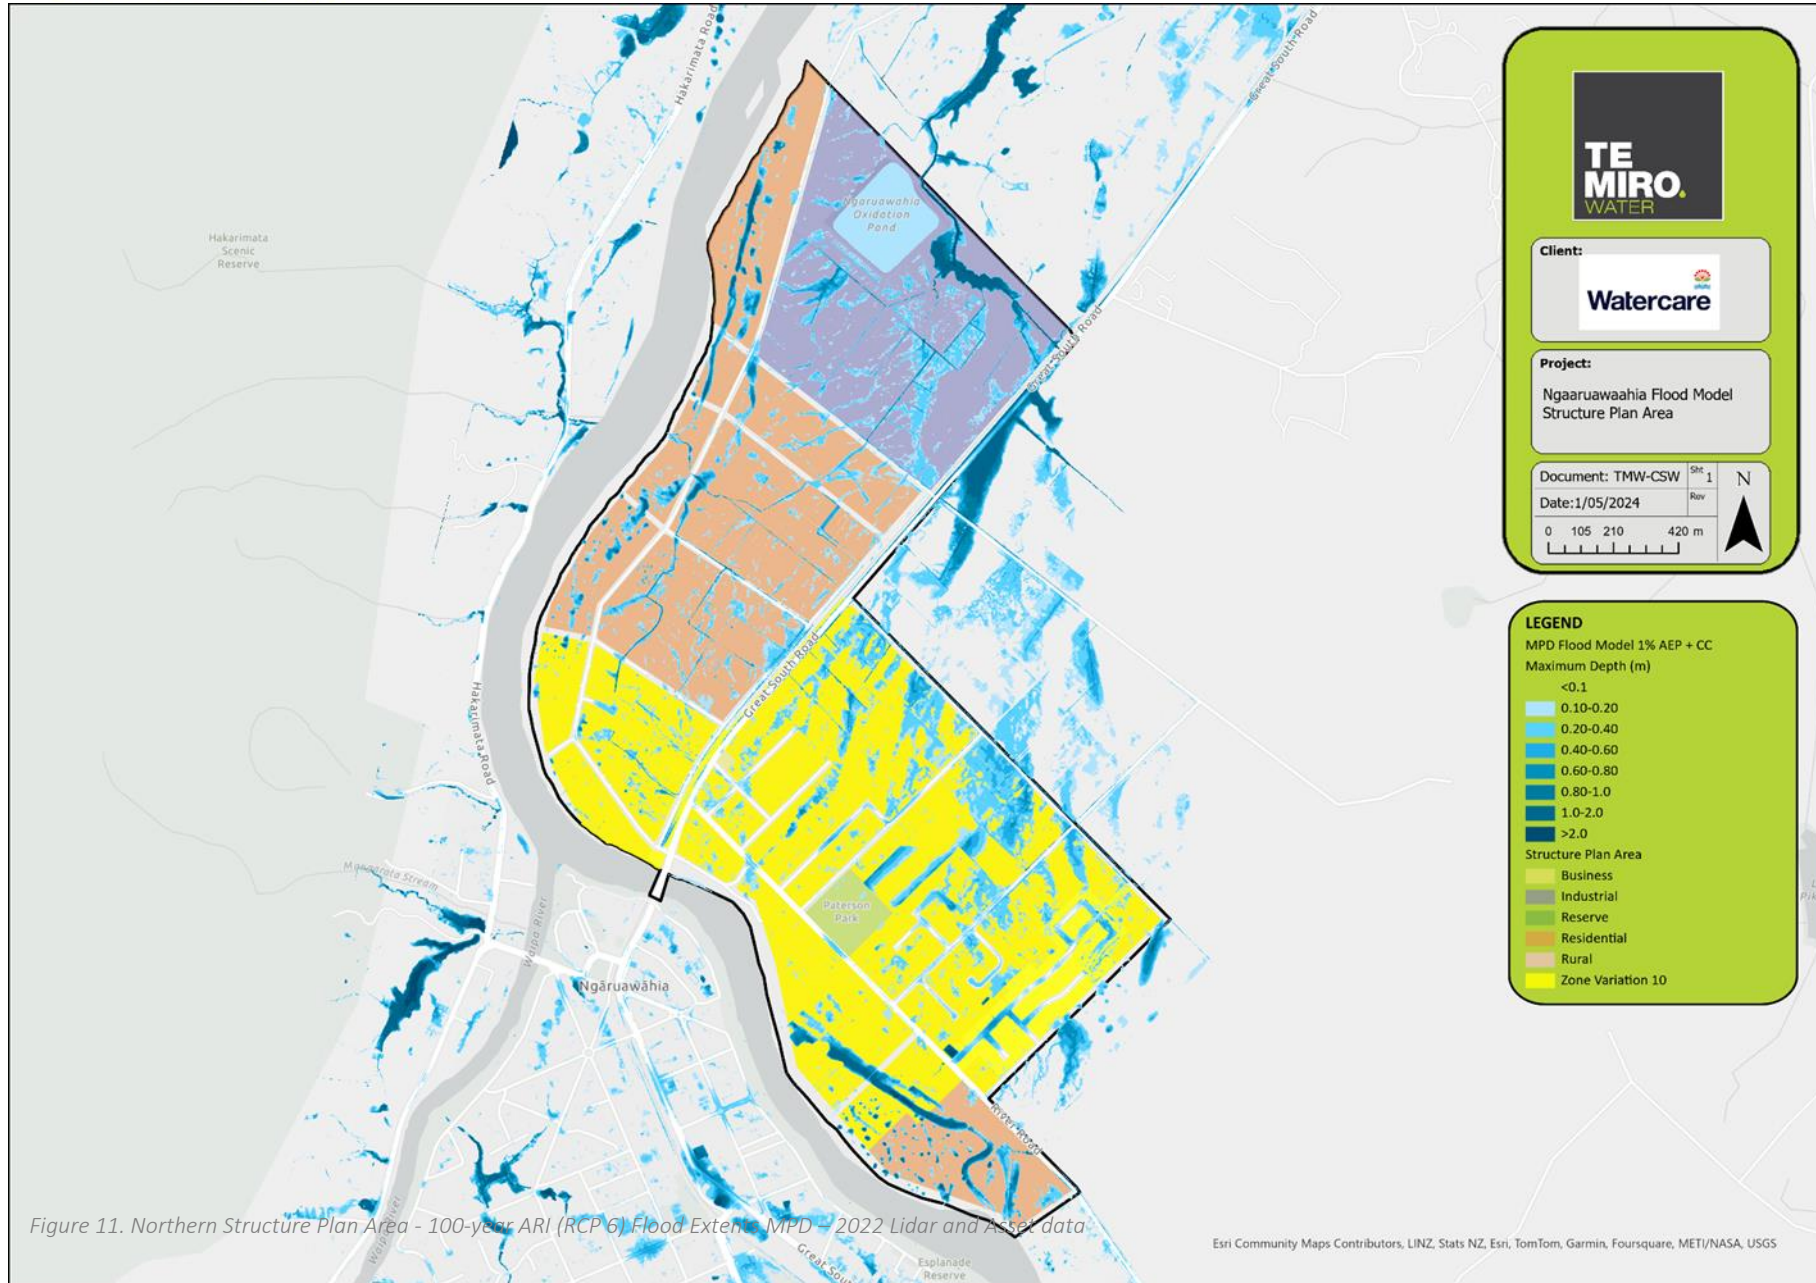 Hakarimata Road
Great South Road
Hakarimata
Scenic
Reserve
Ngaruawahia
Oxidation
Pond
Great South Road
Hakarimata Road
Great South Road
Mangarata Stream
Waipa River
Paterson
Park
Ngāruawāhia
River Road
Waipa River
Great Sou
Esplanade
Reserve
TE
MIRO.
WATER
Client:
Watercare
Project:
Ngaaruawaahia Flood Model
Structure Plan Area
Document: TMW-CSW
Sht 1
N
Date:1/05/2024
Rev
0 105 210 420 m
LEGEND
MPD Flood Model 1% AEP + CC
Maximum Depth (m)
<0.1
0.10-0.20
0.20-0.40
0.40-0.60
0.60-0.80
0.80-1.0
1.0-2.0
>2.0
Structure Plan Area
Business
Industrial
Reserve
Residential
Rural
Zone Variation 10
Figure 11. Northern Structure Plan Area - 100-year ARI (RCP 6) Flood Extents MPD – 2022 Lidar and Asset data
Esri Community Maps Contributors, LINZ, Stats NZ, Esri, TomTom, Garmin, Foursquare, METI/NASA, USGS